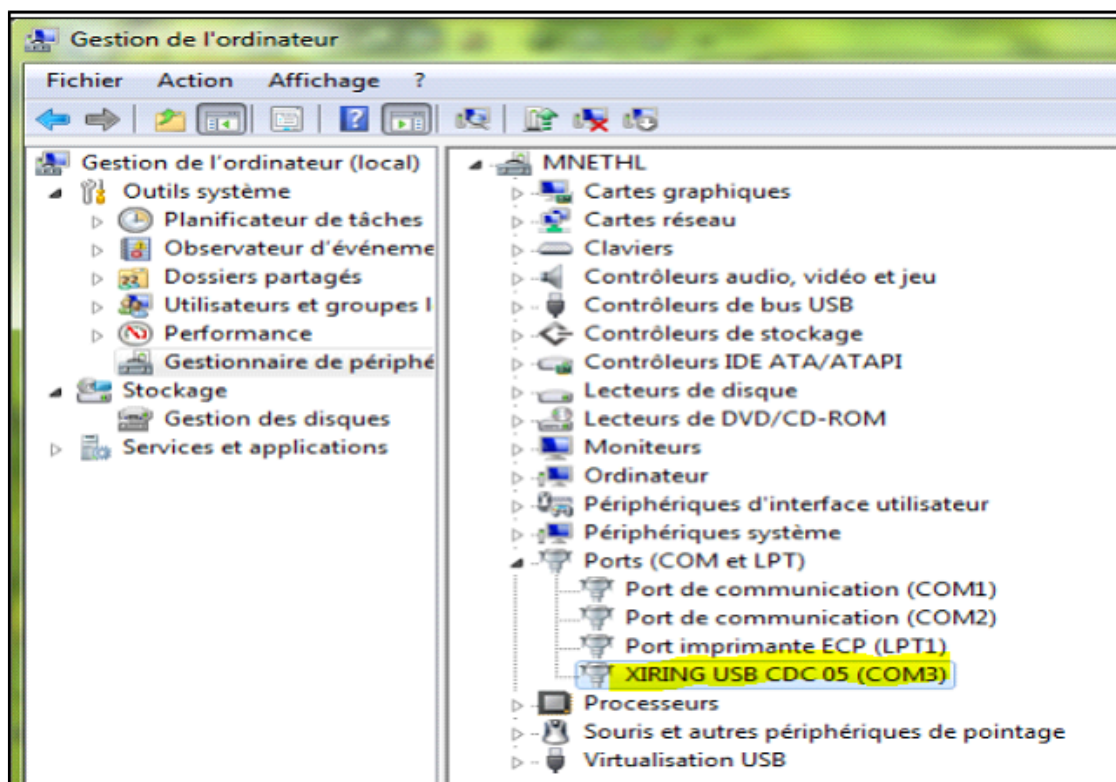 Gestion de l'ordinateur
Fichier Action Affichage ?
Gestion de l'ordinateur (local)
Outils système
Planificateur de tâches
Observateur d'événeme
Dossiers partagés
Utilisateurs et groupes l
Performance
Gestionnaire de périphé
Stockage
Gestion des disques
Services et applications
MNETHL
Cartes graphiques
Cartes réseau
Claviers
Contrôleurs audio, vidéo et jeu
Contrôleurs de bus USB
Contrôleurs de stockage
Contrôleurs IDE ATA/ATAPI
Lecteurs de disque
Lecteurs de DVD/CD-ROM
Moniteurs
Ordinateur
Périphériques d'interface utilisateur
Périphériques système
Ports (COM et LPT)
Port de communication (COM1)
Port de communication (COM2)
Port imprimante ECP (LPT1)
XIRING USB CDC 05 (COM3)
Processeurs
Souris et autres périphériques de pointage
Virtualisation USB